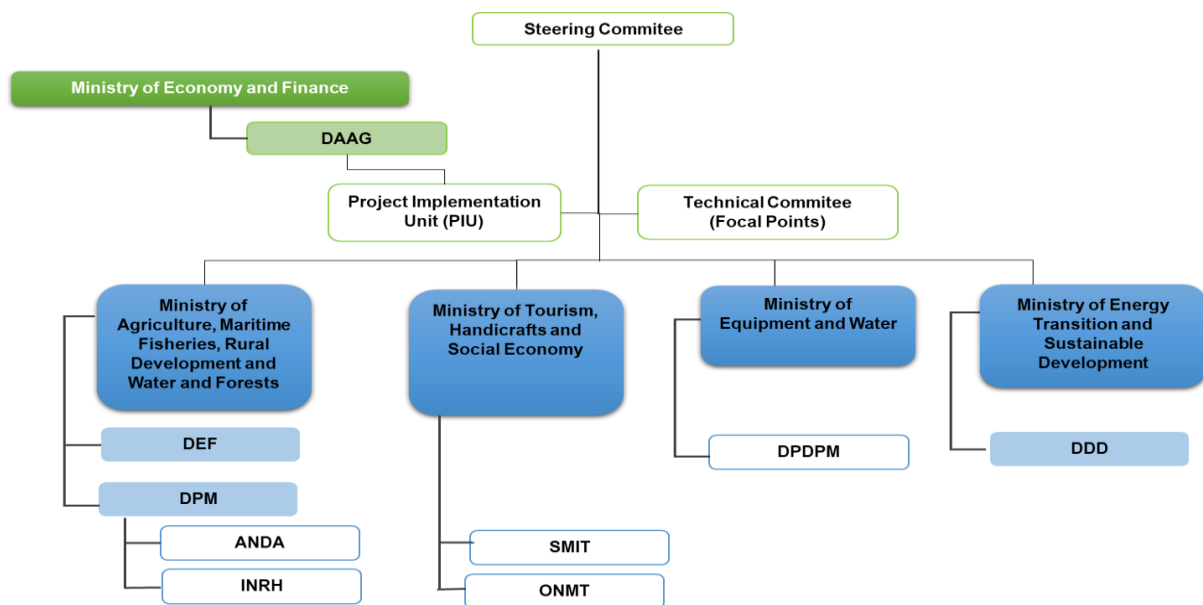 Steering Commitee
Ministry of Economy and Finance
DAAG
Project Implementation
Unit (PIU)
Technical Commitee
(Focal Points)
Ministry of
Agriculture, Maritime
Fisheries, Rural
Development and
Water and Forests
Ministry of Tourism,
Handicrafts and
Social Economy
Ministry of
Equipment and Water
Ministry of Energy
Transition and
Sustainable
Development
DEF
DPM
ANDA
INRH
SMIT
ONMT
DPDPM
DDD